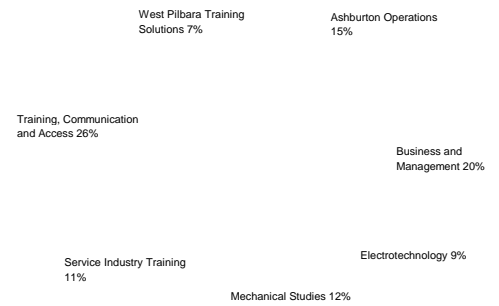 West Pilbara Training
Solutions 7%
Ashburton Operations
15%
Training, Communication
and Access 26%
Business and
Management 20%
Electrotechnology 9%
Service Industry Training
11%
Mechanical Studies 12%